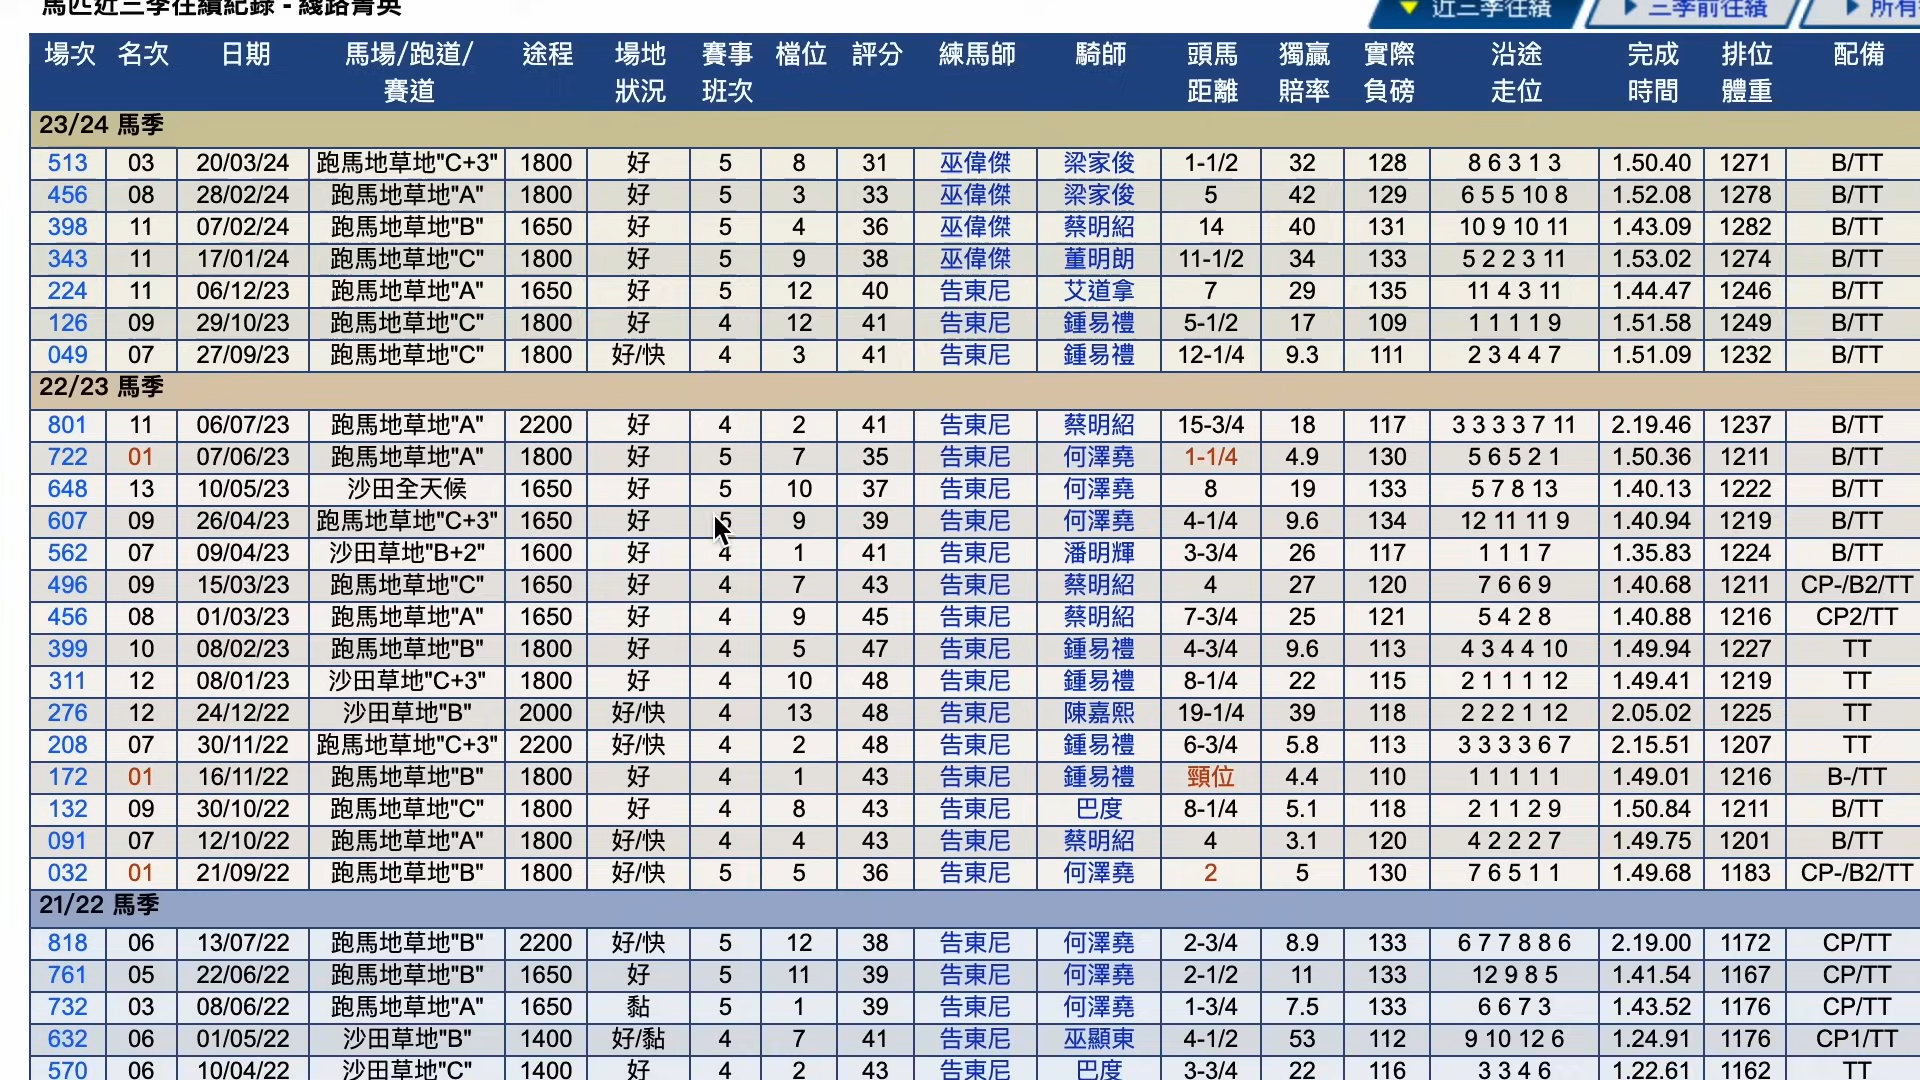 馬匹近三季往績紀錄 - 綫路菁英
近三季往績 三季前往績 所有
場次 名次 日期 馬場/跑道/賽道 途程 場地狀況 賽事班次 檔位 評分 練馬師 騎師 頭馬距離 獨贏賠率 實際負磅 沿途走位 完成時間 排位體重 配備
23/24 馬季
513 03 20/03/24 跑馬地草地"C+3" 1800 好 5 8 31 巫偉傑 梁家俊 1-1/2 32 128 8 6 3 1 3 1.50.40 1271 B/TT
456 08 28/02/24 跑馬地草地"A" 1800 好 5 3 33 巫偉傑 梁家俊 5 42 129 6 5 5 10 8 1.52.08 1278 B/TT
398 11 07/02/24 跑馬地草地"B" 1650 好 5 4 36 巫偉傑 蔡明紹 14 40 131 10 9 10 11 1.43.09 1282 B/TT
343 11 17/01/24 跑馬地草地"C" 1800 好 5 9 38 巫偉傑 董明朗 11-1/2 34 133 5 2 2 3 11 1.53.02 1274 B/TT
224 11 06/12/23 跑馬地草地"A" 1650 好 5 12 40 告東尼 艾道拿 7 29 135 11 4 3 11 1.44.47 1246 B/TT
126 09 29/10/23 跑馬地草地"C" 1800 好 4 12 41 告東尼 鍾易禮 5-1/2 17 109 1 1 1 1 9 1.51.58 1249 B/TT
049 07 27/09/23 跑馬地草地"C" 1800 好/快 4 3 41 告東尼 鍾易禮 12-1/4 9.3 111 2 3 4 4 7 1.51.09 1232 B/TT
22/23 馬季
801 11 06/07/23 跑馬地草地"A" 2200 好 4 2 41 告東尼 蔡明紹 15-3/4 18 117 3 3 3 3 7 11 2.19.46 1237 B/TT
722 01 07/06/23 跑馬地草地"A" 1800 好 5 7 35 告東尼 何澤堯 1-1/4 4.9 130 5 6 5 2 1 1.50.36 1211 B/TT
648 13 10/05/23 沙田全天候 1650 好 5 10 37 告東尼 何澤堯 8 19 133 5 7 8 13 1.40.13 1222 B/TT
607 09 26/04/23 跑馬地草地"C+3" 1650 好 5 9 39 告東尼 何澤堯 4-1/4 9.6 134 12 11 11 9 1.40.94 1219 B/TT
562 07 09/04/23 沙田草地"B+2" 1600 好 4 1 41 告東尼 潘明輝 3-3/4 26 117 1 1 1 7 1.35.83 1224 B/TT
496 09 15/03/23 跑馬地草地"C" 1650 好 4 7 43 告東尼 蔡明紹 4 27 120 7 6 6 9 1.40.68 1211 CP-/B2/TT
456 08 01/03/23 跑馬地草地"A" 1650 好 4 9 45 告東尼 蔡明紹 7-3/4 25 121 5 4 2 8 1.40.88 1216 CP2/TT
399 10 08/02/23 跑馬地草地"B" 1800 好 4 5 47 告東尼 鍾易禮 4-3/4 9.6 113 4 3 4 4 10 1.49.94 1227 TT
311 12 08/01/23 沙田草地"C+3" 1800 好 4 10 48 告東尼 鍾易禮 8-1/4 22 115 2 1 1 1 12 1.49.41 1219 TT
276 12 24/12/22 沙田草地"B" 2000 好/快 4 13 48 告東尼 陳嘉熙 19-1/4 39 118 2 2 2 1 12 2.05.02 1225 TT
208 07 30/11/22 跑馬地草地"C+3" 2200 好/快 4 2 48 告東尼 鍾易禮 6-3/4 5.8 113 3 3 3 3 6 7 2.15.51 1207 TT
172 01 16/11/22 跑馬地草地"B" 1800 好 4 1 43 告東尼 鍾易禮 頸位 4.4 110 1 1 1 1 1 1.49.01 1216 B-/TT
132 09 30/10/22 跑馬地草地"C" 1800 好 4 8 43 告東尼 巴度 8-1/4 5.1 118 2 1 1 2 9 1.50.84 1211 B/TT
091 07 12/10/22 跑馬地草地"A" 1800 好/快 4 4 43 告東尼 蔡明紹 4 3.1 120 4 2 2 2 7 1.49.75 1201 B/TT
032 01 21/09/22 跑馬地草地"B" 1800 好/快 5 5 36 告東尼 何澤堯 2 5 130 7 6 5 1 1 1.49.68 1183 CP-/B2/TT
21/22 馬季
818 06 13/07/22 跑馬地草地"B" 2200 好/快 5 12 38 告東尼 何澤堯 2-3/4 8.9 133 6 7 7 8 8 6 2.19.00 1172 CP/TT
761 05 22/06/22 跑馬地草地"B" 1650 好 5 11 39 告東尼 何澤堯 2-1/2 11 133 12 9 8 5 1.41.54 1167 CP/TT
732 03 08/06/22 跑馬地草地"A" 1650 黏 5 1 39 告東尼 何澤堯 1-3/4 7.5 133 6 6 7 3 1.43.52 1176 CP/TT
632 06 01/05/22 沙田草地"B" 1400 好/黏 4 7 41 告東尼 巫顯東 4-1/2 53 112 9 10 12 6 1.24.91 1176 CP1/TT
570 06 10/04/22 沙田草地"C" 1400 好 4 2 43 告東尼 巴度 3-3/4 22 116 3 3 4 6 1.22.61 1162 TT